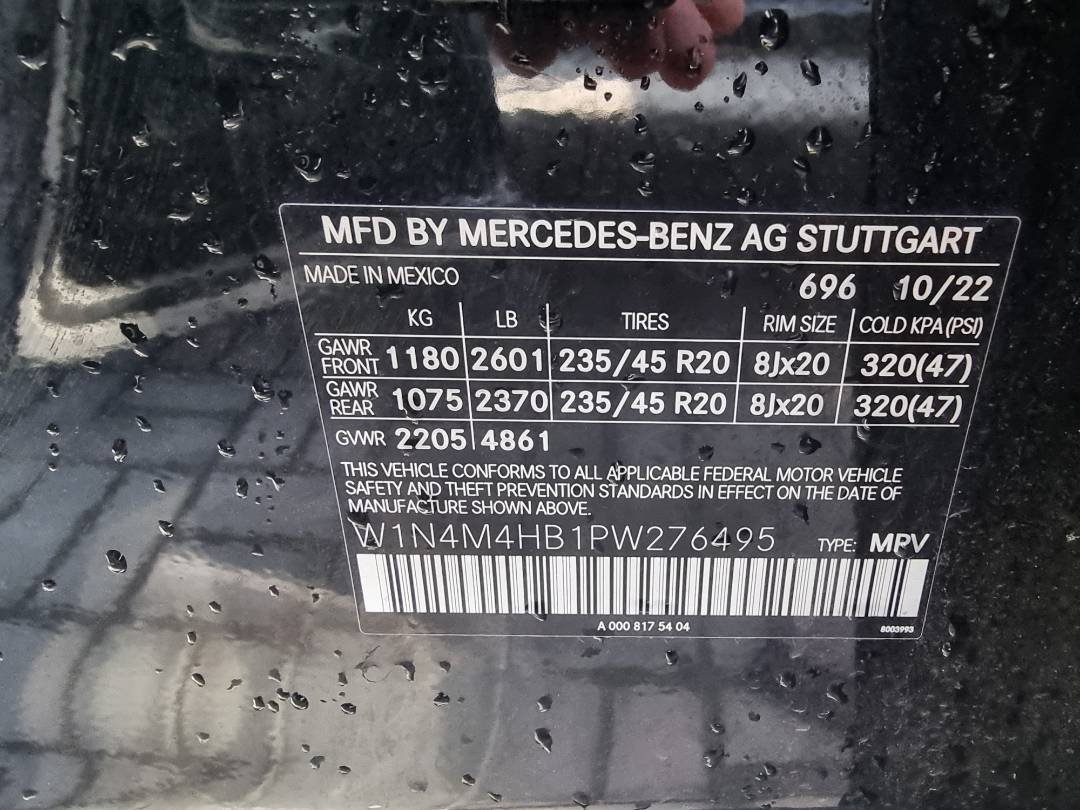 MFD BY MERCEDES-BENZ AG STUTTGART
MADE IN MEXICO 696 10/22
KG LB TIRES RIM SIZE COLD KPA (PSI)
GAWR FRONT 1180 2601 235/45 R20 8Jx20 320(47)
GAWR REAR 1075 2370 235/45 R20 8Jx20 320(47)
GVWR 2205 4861
THIS VEHICLE CONFORMS TO ALL APPLICABLE FEDERAL MOTOR VEHICLE
SAFETY AND THEFT PREVENTION STANDARDS IN EFFECT ON THE DATE OF
MANUFACTURE SHOWN ABOVE.
W1N4M4HB1PW276495 TYPE: MPV
A 000 817 54 04 8003993